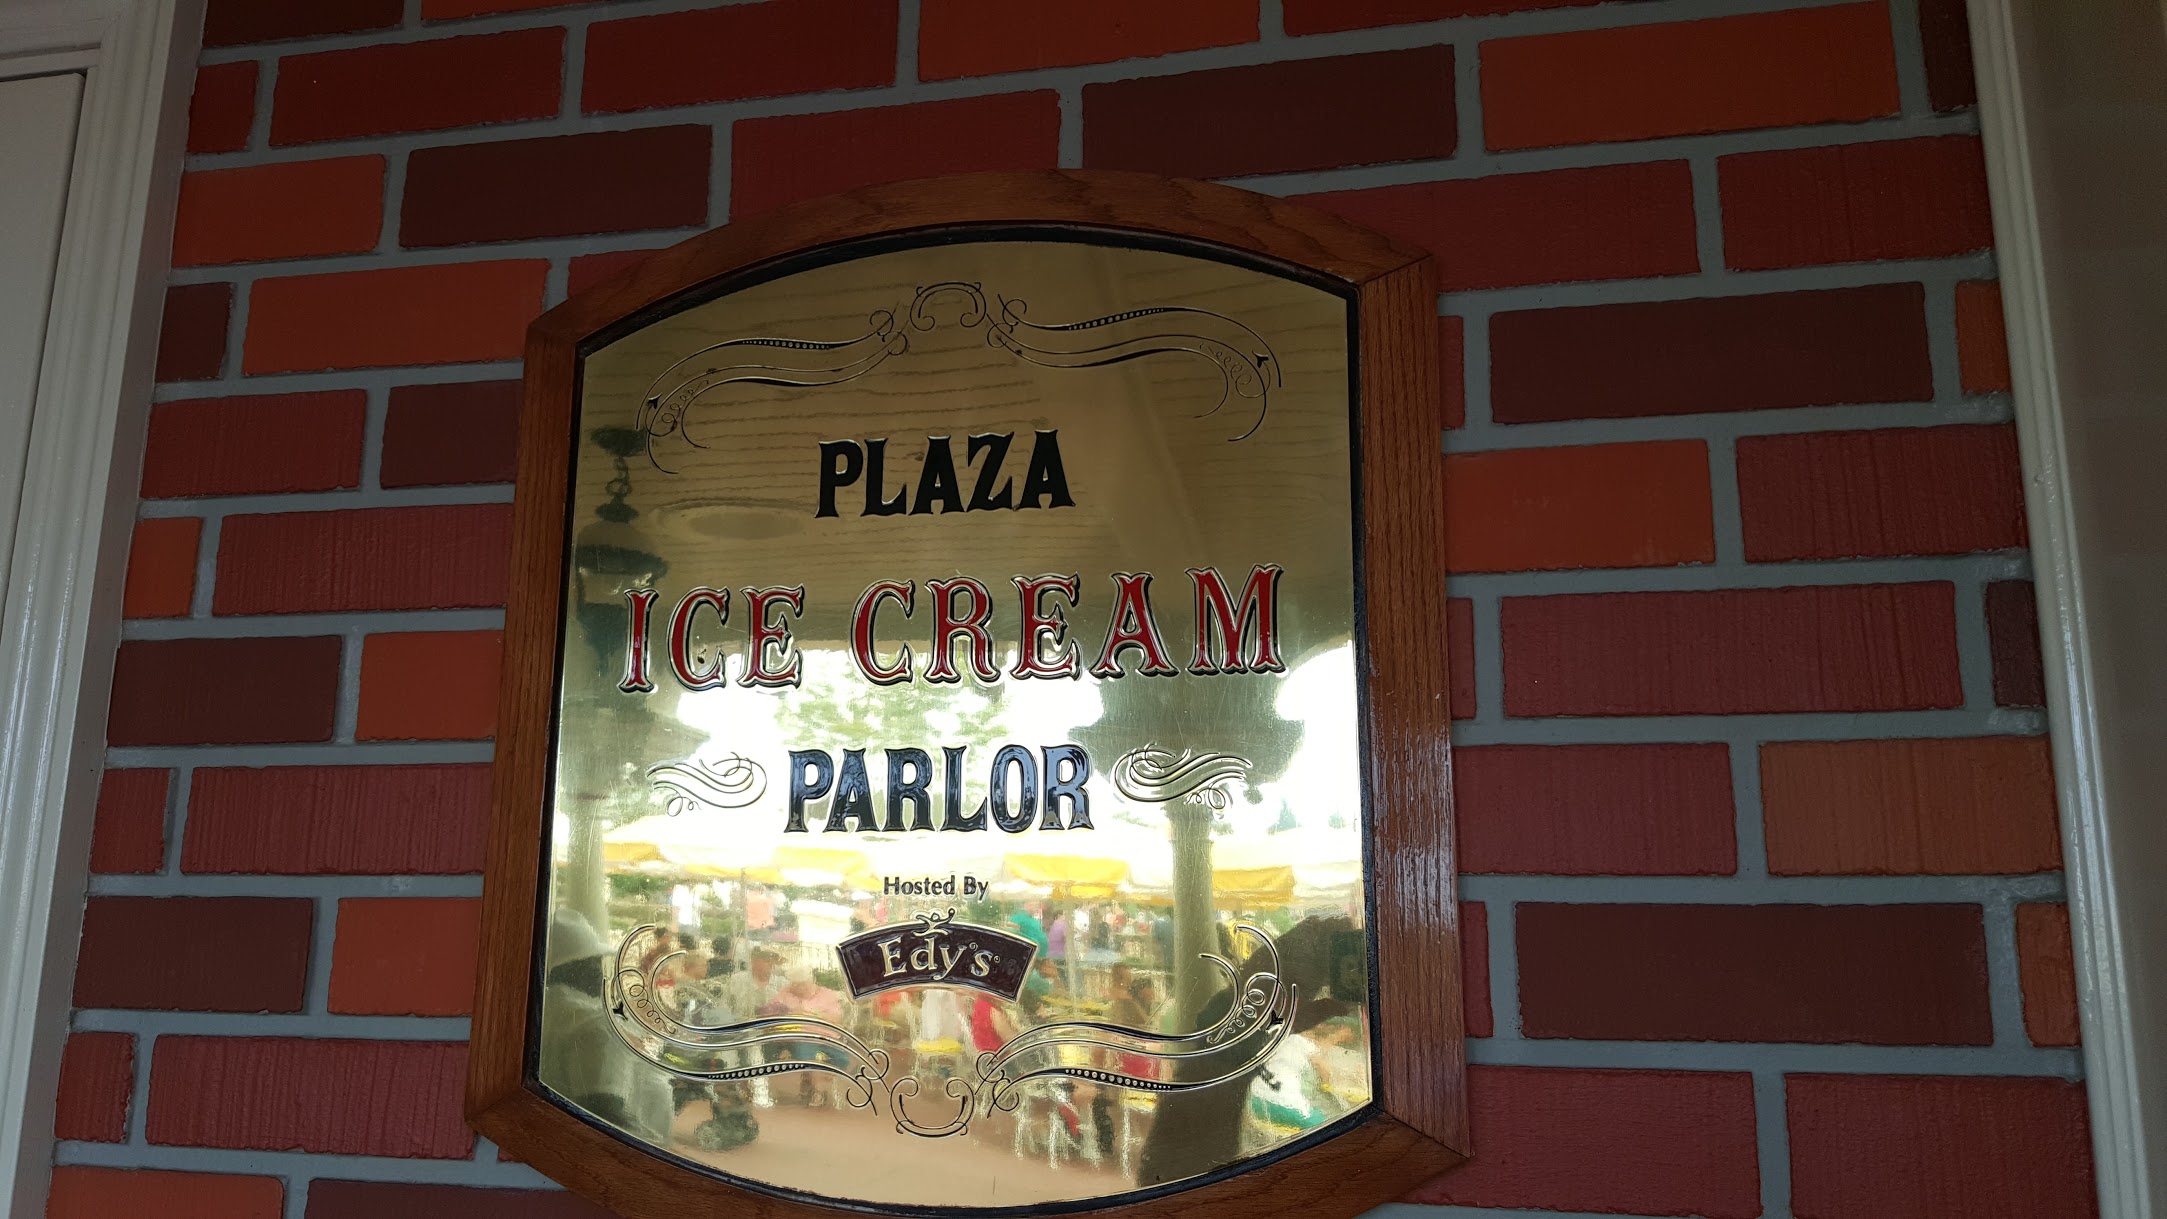 PLAZA
ICE CREAM
PARLOR
Hosted By
Edy's